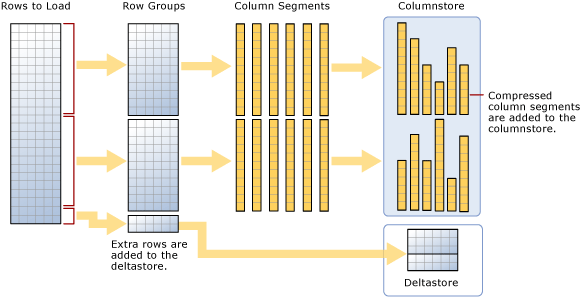 Rows to Load
Row Groups
Column Segments
Columnstore
Compressed
column segments
are added to the
columnstore.
Extra rows are
added to the
deltastore.
Deltastore